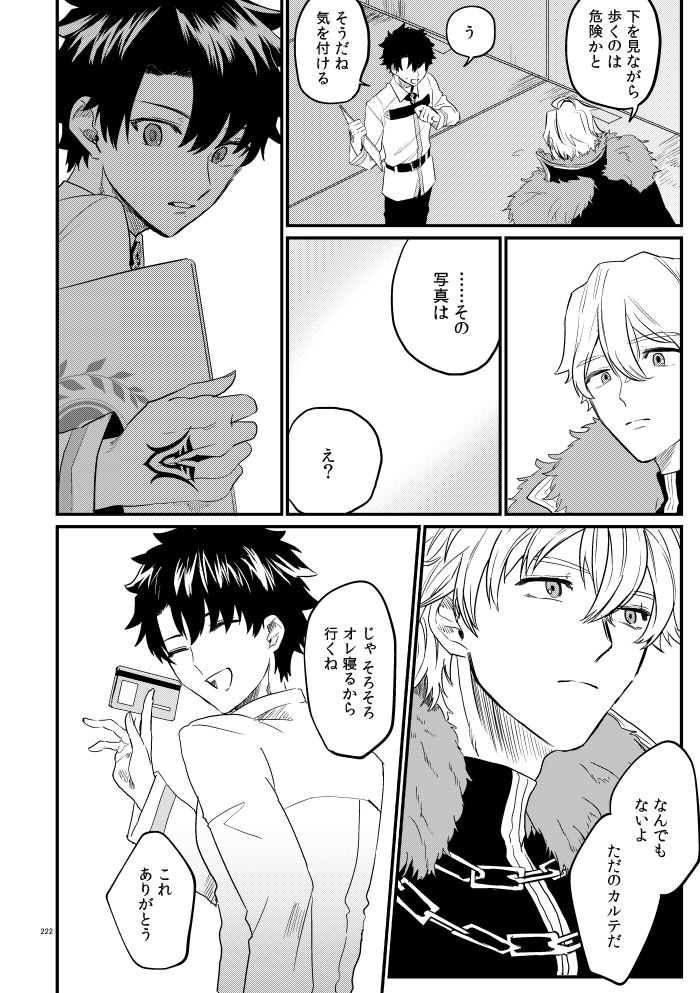 下を見ながら
歩くのは
危険かと
う
そうだね
気を付ける
……その
写真は
え?
なんでも
ないよ
ただのカルテだ
じゃ そろそろ
オレ寝るから
行くね
これ
ありがとう
222